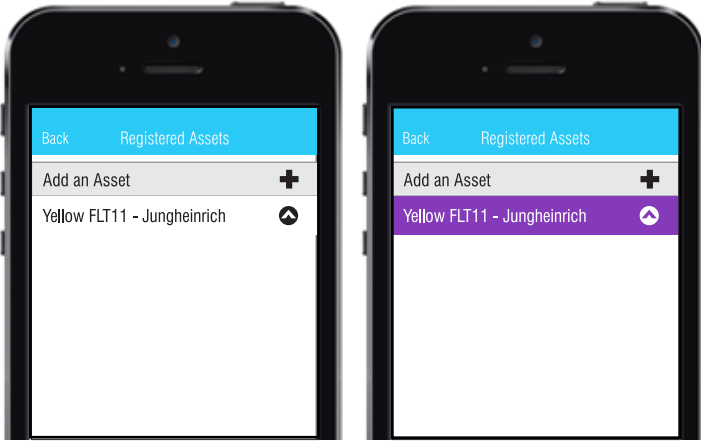 Back Registered Assets
Add an Asset
Yellow FLT11 - Jungheinrich
Back Registered Assets
Add an Asset
Yellow FLT11 - Jungheinrich